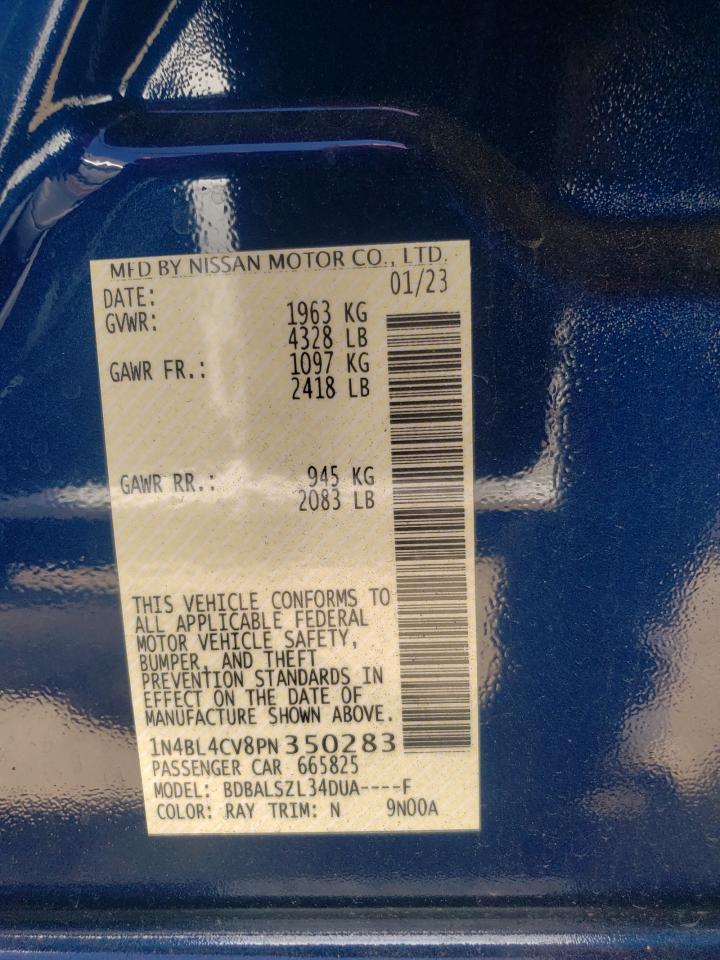 MFD BY NISSAN MOTOR CO., LTD.
DATE: 01/23
GVWR: 1963 KG
4328 LB
GAWR FR.: 1097 KG
2418 LB
GAWR RR.: 945 KG
2083 LB
THIS VEHICLE CONFORMS TO
ALL APPLICABLE FEDERAL
MOTOR VEHICLE SAFETY,
BUMPER, AND THEFT
PREVENTION STANDARDS IN
EFFECT ON THE DATE OF
MANUFACTURE SHOWN ABOVE.
1N4BL4CV8PN350283
PASSENGER CAR 665825
MODEL: BDBALSZL34DUA----F
COLOR: RAY TRIM: N 9N00A